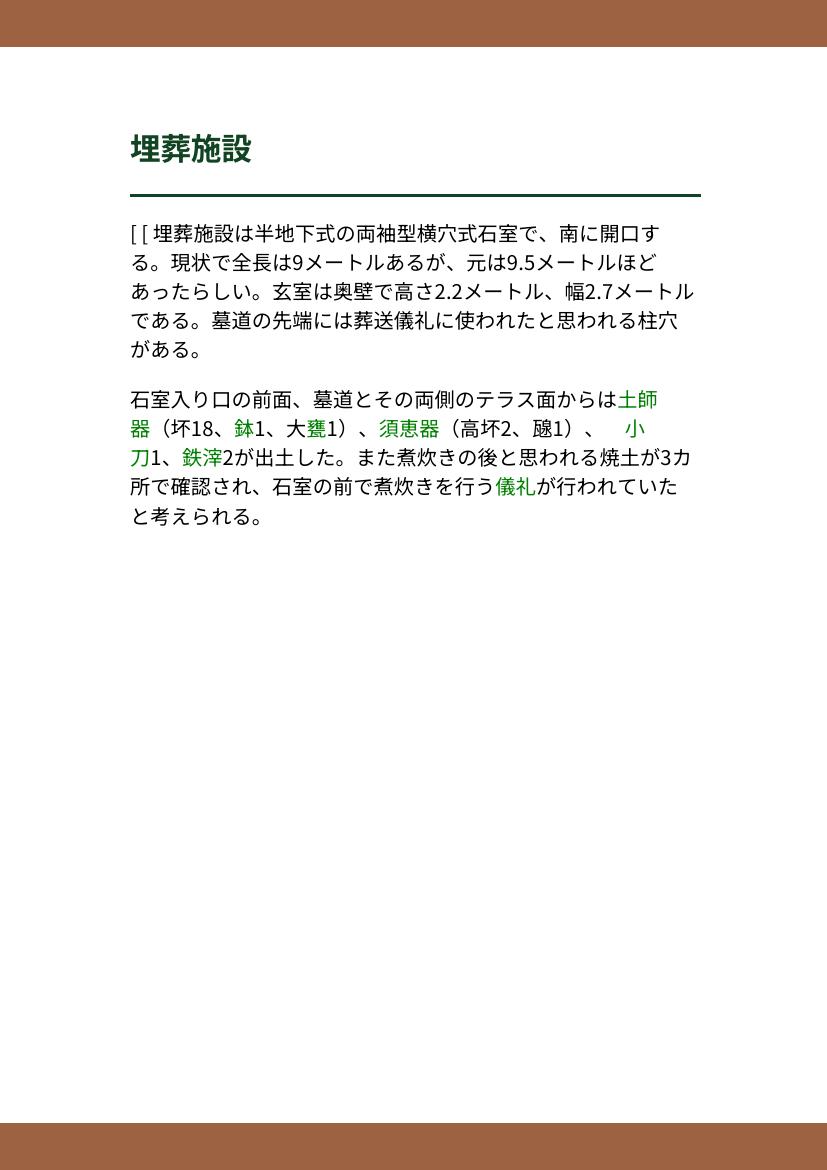 埋葬施設
[ [ 埋葬施設は半地下式の両袖型横穴式石室で、南に開口す
る。現状で全長は9メートルあるが、元は9.5メートルほど
あったらしい。玄室は奥壁で高さ2.2メートル、幅2.7メートル
である。墓道の先端には葬送儀礼に使われたと思われる柱穴
がある。
石室入り口の前面、墓道とその両側のテラス面からは土師
器（坏18、鉢1、大甕1）、須恵器（高坏2、𤭯1）、　小
刀1、鉄滓2が出土した。また煮炊きの後と思われる焼土が3カ
所で確認され、石室の前で煮炊きを行う儀礼が行われていた
と考えられる。